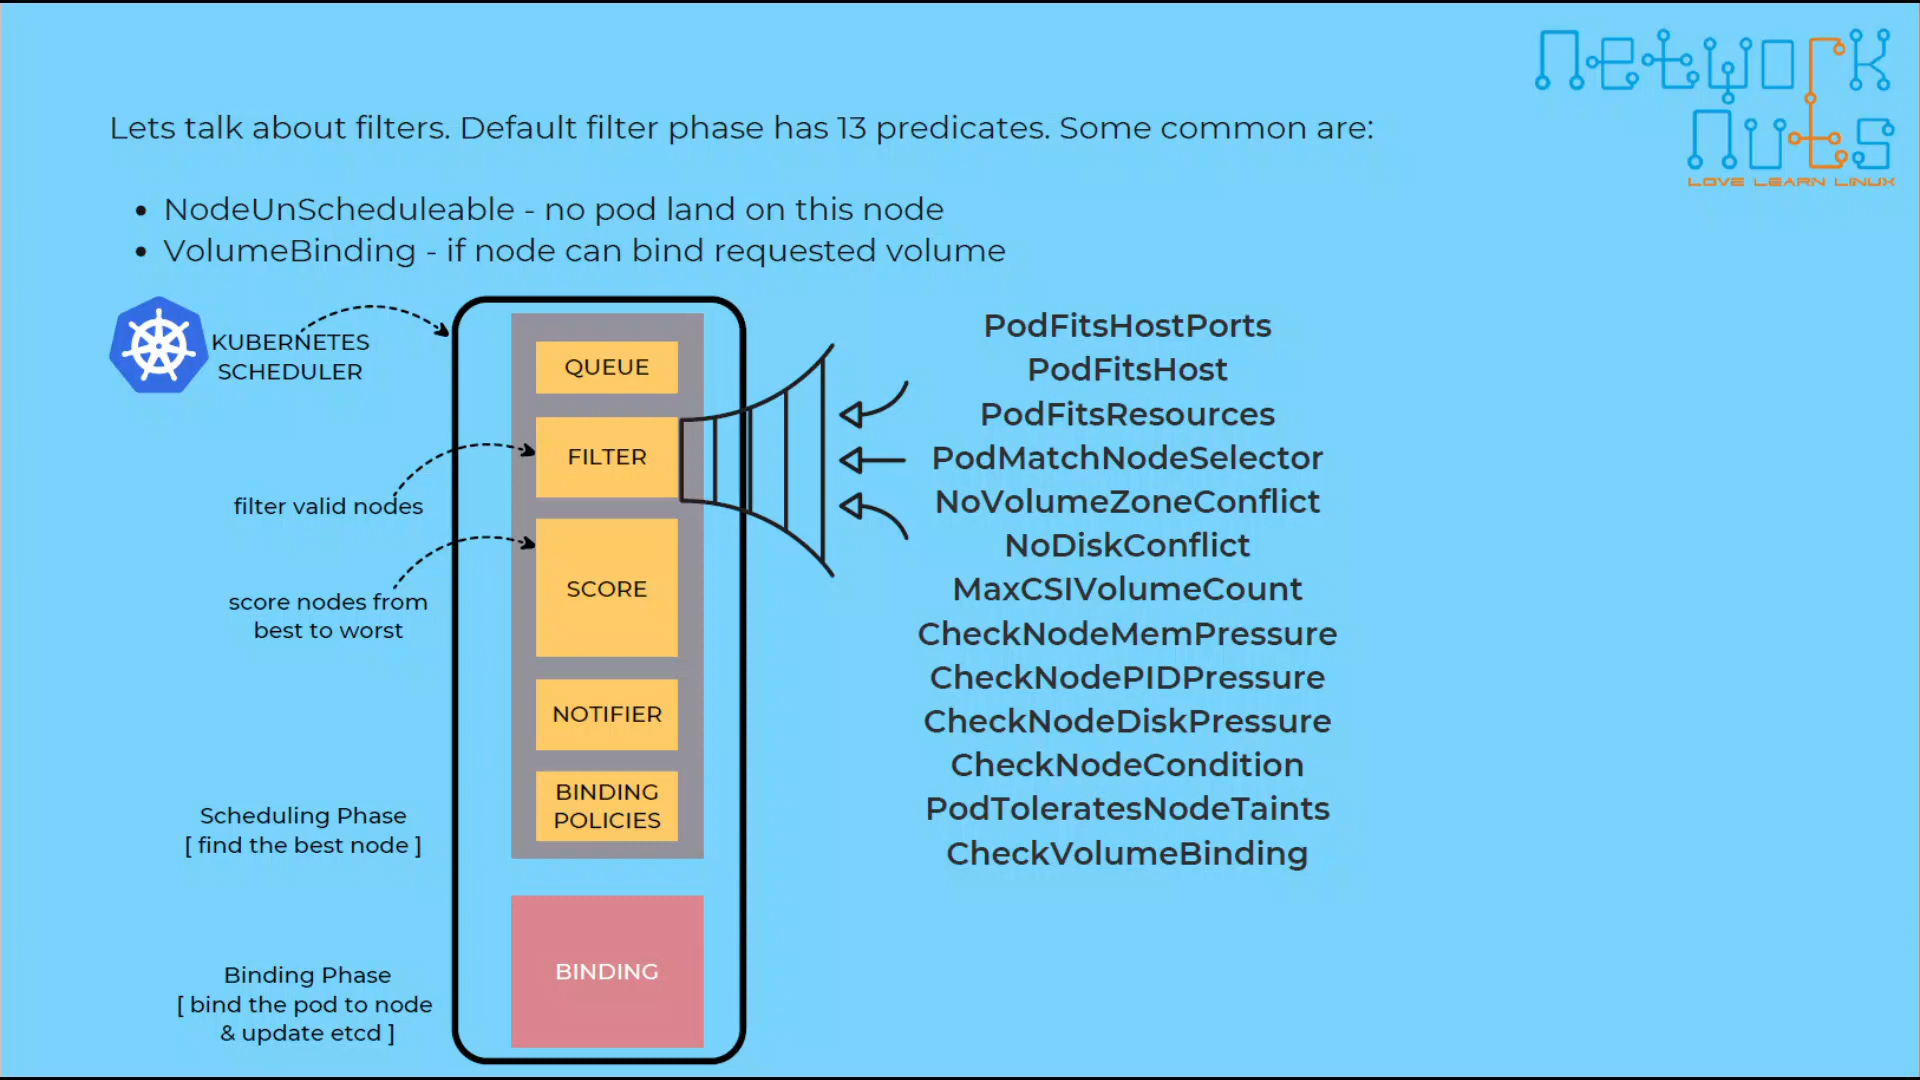 Network
Nuts
LOVE LEARN LINUX
Lets talk about filters. Default filter phase has 13 predicates. Some common are:
• NodeUnScheduleable - no pod land on this node
• VolumeBinding - if node can bind requested volume
KUBERNETES
SCHEDULER
QUEUE
FILTER
filter valid nodes
SCORE
score nodes from
best to worst
NOTIFIER
BINDING
POLICIES
Scheduling Phase
[ find the best node ]
BINDING
Binding Phase
[ bind the pod to node
& update etcd ]
PodFitsHostPorts
PodFitsHost
PodFitsResources
PodMatchNodeSelector
NoVolumeZoneConflict
NoDiskConflict
MaxCSIVolumeCount
CheckNodeMemPressure
CheckNodePIDPressure
CheckNodeDiskPressure
CheckNodeCondition
PodToleratesNodeTaints
CheckVolumeBinding